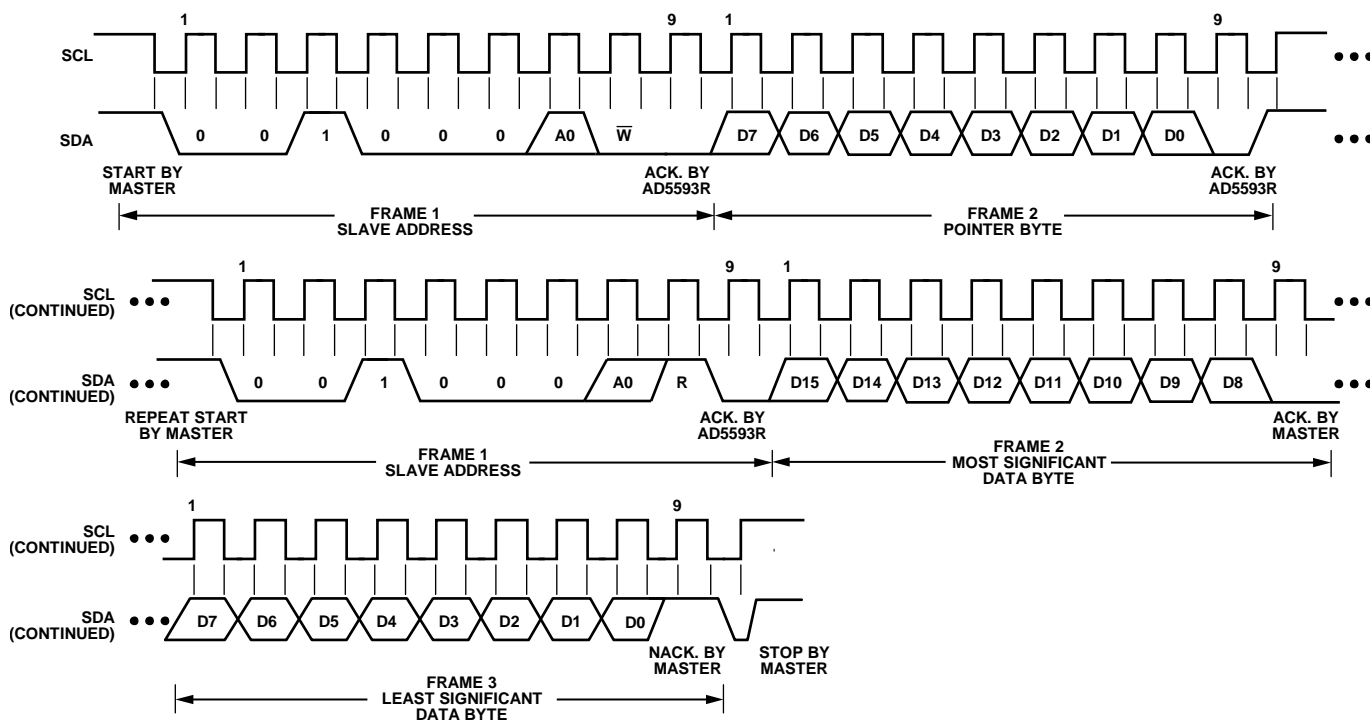 1 9 1 9
SCL
SDA
0 0 1 0 0 0 A0 W̅ D7 D6 D5 D4 D3 D2 D1 D0
START BY
MASTER
ACK. BY
AD5593R
ACK. BY
AD5593R
FRAME 1
SLAVE ADDRESS
FRAME 2
POINTER BYTE
1 9 1 9
SCL
(CONTINUED)
SDA
(CONTINUED)
0 0 1 0 0 0 A0 R D15 D14 D13 D12 D11 D10 D9 D8
REPEAT START
BY MASTER
ACK. BY
AD5593R
ACK. BY
MASTER
FRAME 1
SLAVE ADDRESS
FRAME 2
MOST SIGNIFICANT
DATA BYTE
1 9
SCL
(CONTINUED)
SDA
(CONTINUED)
D7 D6 D5 D4 D3 D2 D1 D0
NACK. BY
MASTER
STOP BY
MASTER
FRAME 3
LEAST SIGNIFICANT
DATA BYTE